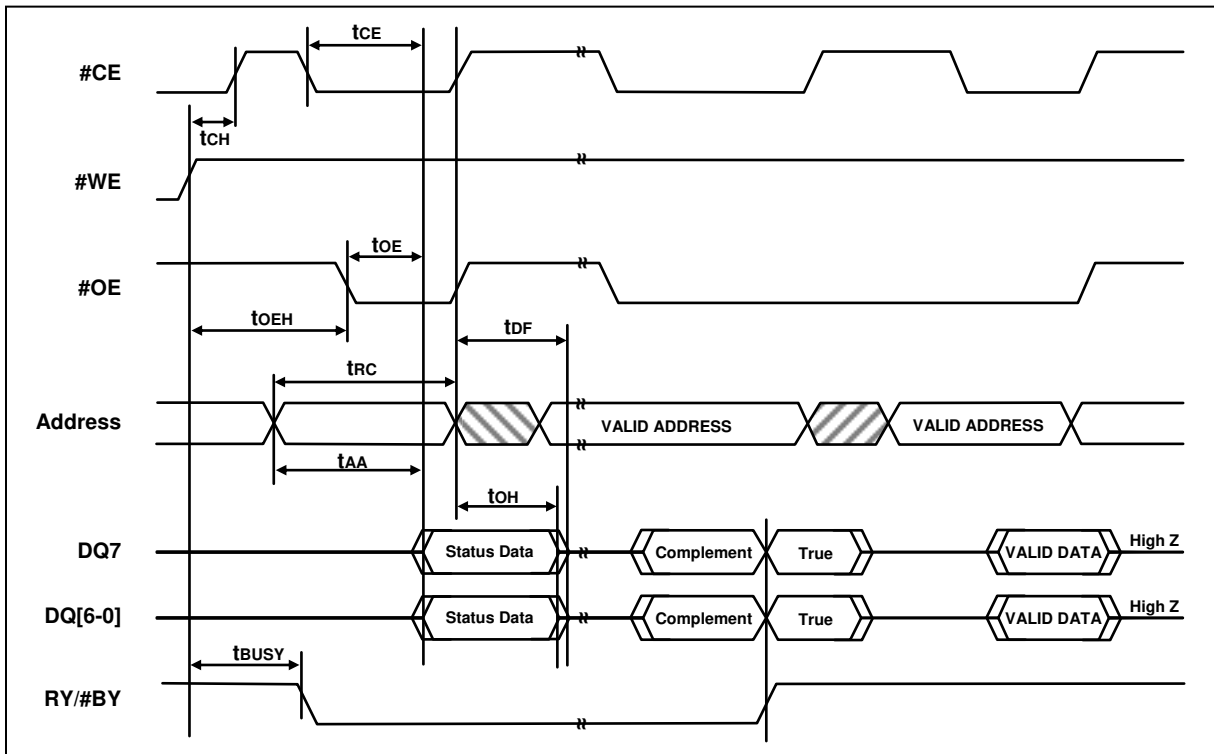 tCE
#CE
tCH
#WE
tOE
#OE
tOEH
tDF
tRC
Address
VALID ADDRESS
VALID ADDRESS
tAA
tOH
DQ7
Status Data
Complement
True
VALID DATA
High Z
DQ[6-0]
Status Data
Complement
True
VALID DATA
High Z
tBUSY
RY/#BY